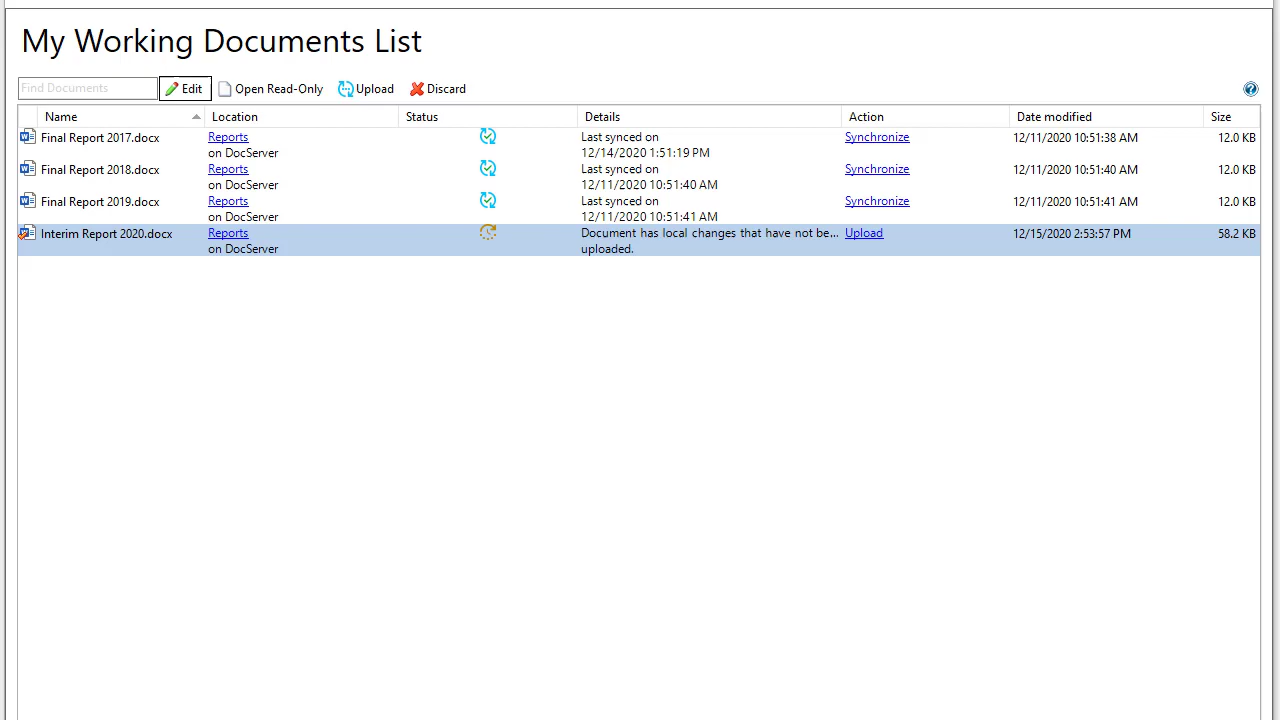 My Working Documents List
Find Documents Edit Open Read-Only Upload Discard
Name Location Status Details Action Date modified Size
Final Report 2017.docx Reports Last synced on Synchronize 12/11/2020 10:51:38 AM 12.0 KB
on DocServer 12/14/2020 1:51:19 PM
Final Report 2018.docx Reports Last synced on Synchronize 12/11/2020 10:51:40 AM 12.0 KB
on DocServer 12/11/2020 10:51:40 AM
Final Report 2019.docx Reports Last synced on Synchronize 12/11/2020 10:51:41 AM 12.0 KB
on DocServer 12/11/2020 10:51:41 AM
Interim Report 2020.docx Reports Document has local changes that have not be... Upload 12/15/2020 2:53:57 PM 58.2 KB
on DocServer uploaded.